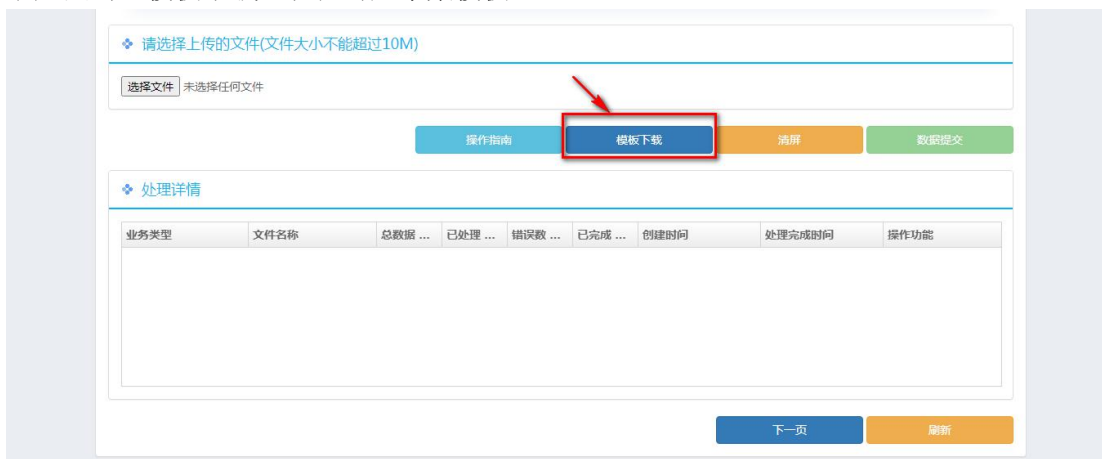 请选择上传的文件(文件大小不能超过10M)
选择文件 未选择任何文件
操作指南 模板下载 清屏 数据提交
处理详情
业务类型 文件名称 总数据 ... 已处理 ... 错误数 ... 已完成 ... 创建时间 处理完成时间 操作功能
下一页 刷新